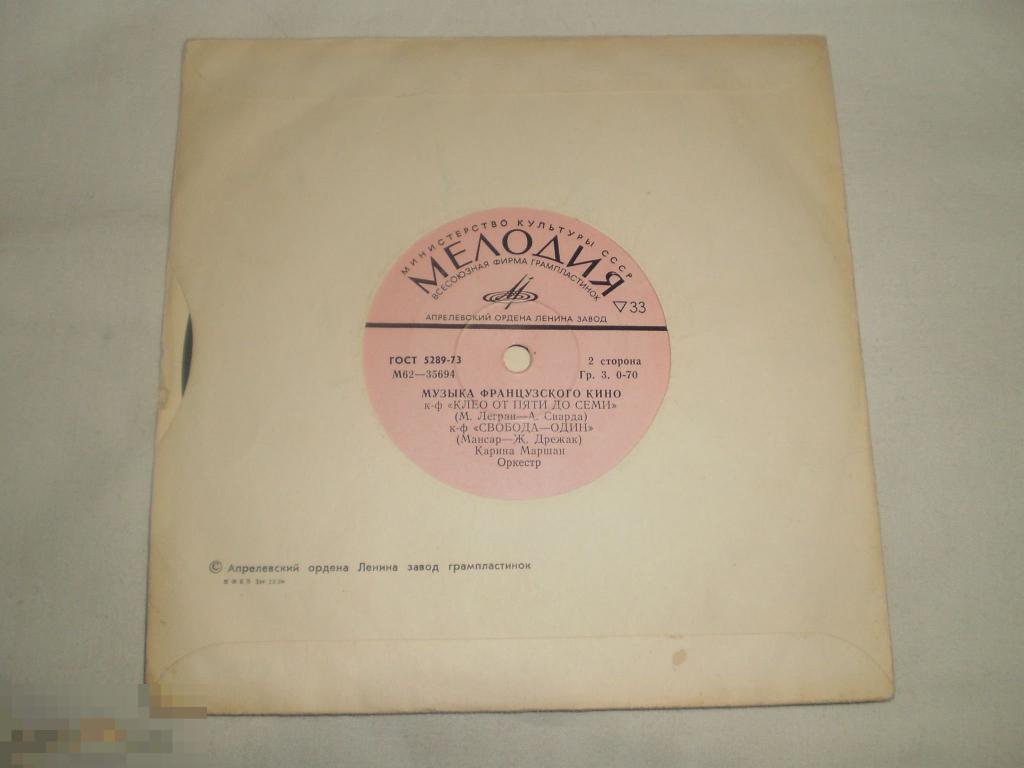 МИНИСТЕРСТВО КУЛЬТУРЫ СССР
МЕЛОДИЯ
ВСЕСОЮЗНАЯ ФИРМА ГРАМПЛАСТИНОК
33
АПРЕЛЕВСКИЙ ОРДЕНА ЛЕНИНА ЗАВОД
ГОСТ 5289-73 2 сторона
М62—35694 Гр. 3. 0-70
МУЗЫКА ФРАНЦУЗСКОГО КИНО
к-ф «КЛЕО ОТ ПЯТИ ДО СЕМИ»
(М. Легран—А. Сварда)
к-ф «СВОБОДА—ОДИН»
(Мансар—Ж. Дрежак)
Карина Маршан
Оркестр
© Апрелевский ордена Ленина завод грампластинок